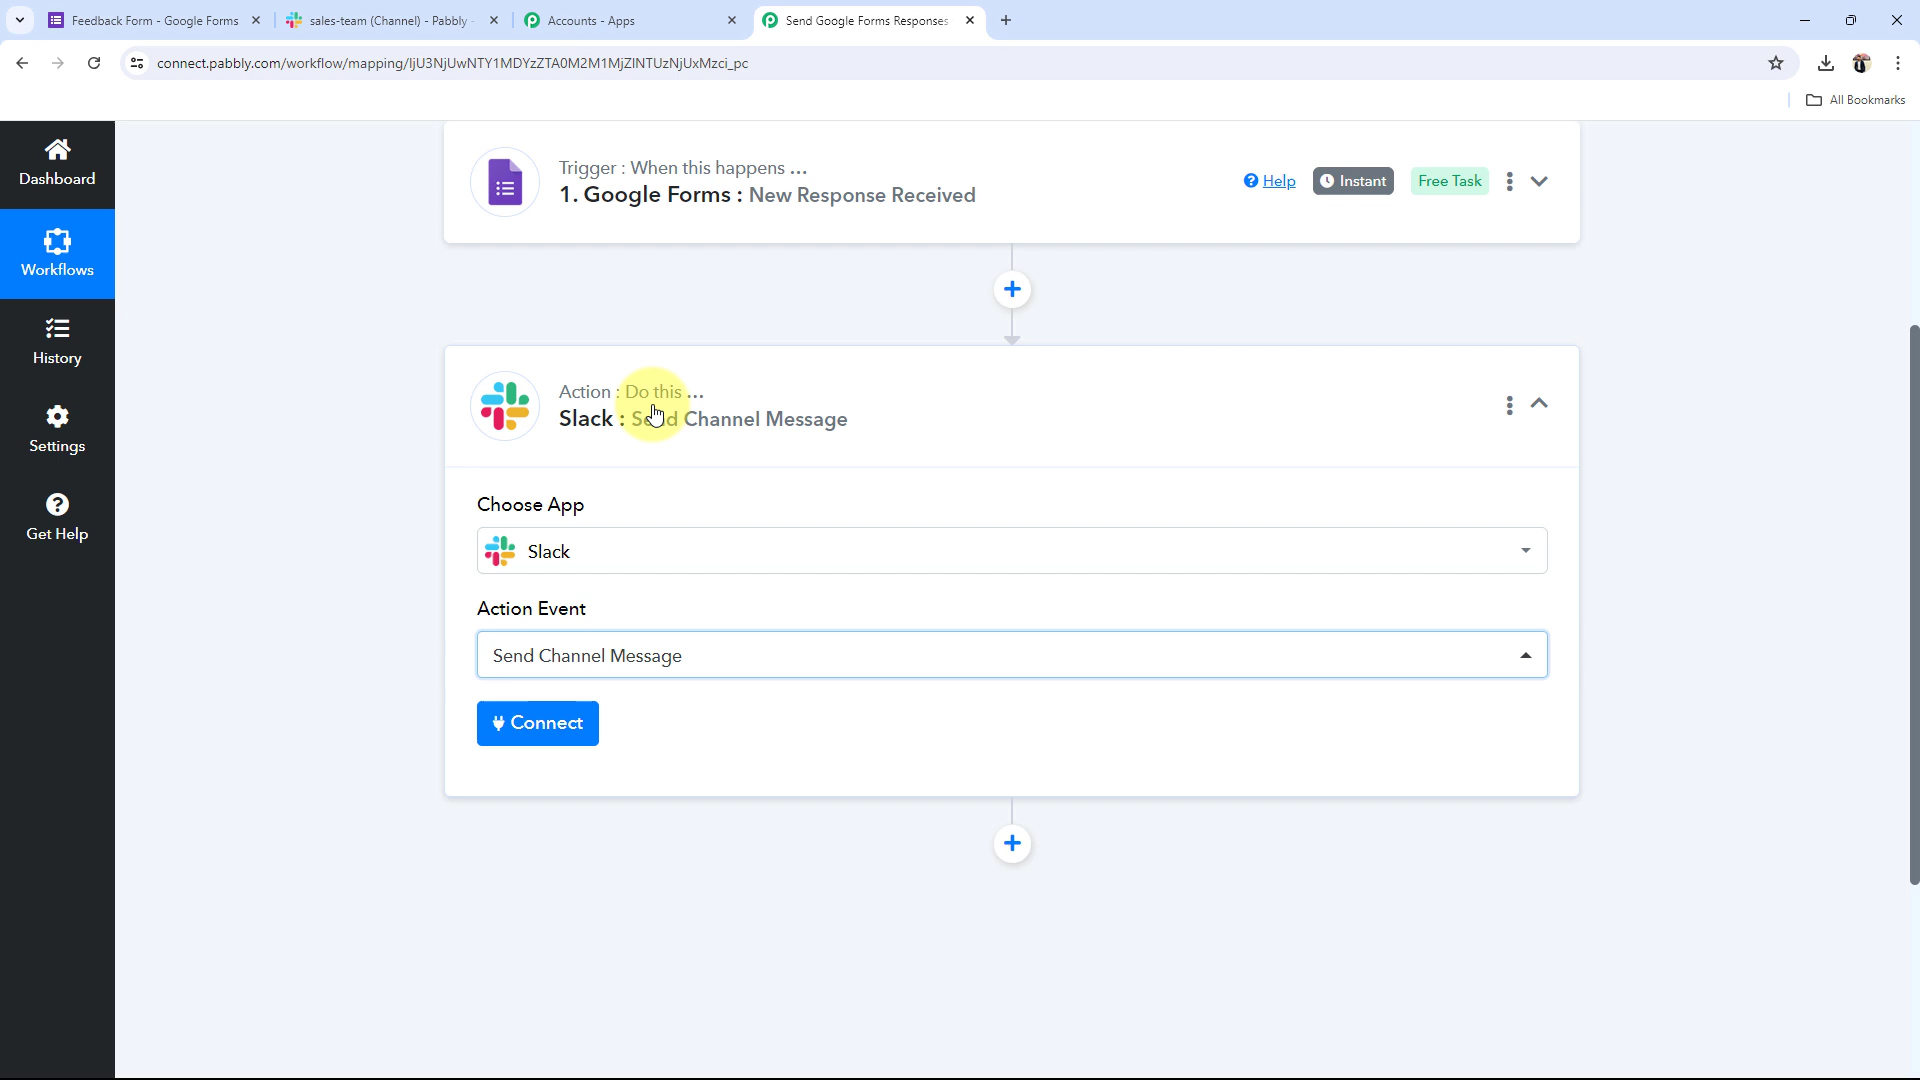 Feedback Form - Google Forms
sales-team (Channel) - Pabbly
Accounts - Apps
Send Google Forms Responses
connect.pabbly.com/workflow/mapping/IjU3NjUwNTY1MDYzZTA0M2M1MjZlNTUzNjUxMzci_pc
All Bookmarks
Dashboard
Workflows
History
Settings
Get Help
Trigger : When this happens ...
1. Google Forms : New Response Received
Help
Instant
Free Task
Action : Do this ...
Slack : Send Channel Message
Choose App
Slack
Action Event
Send Channel Message
Connect